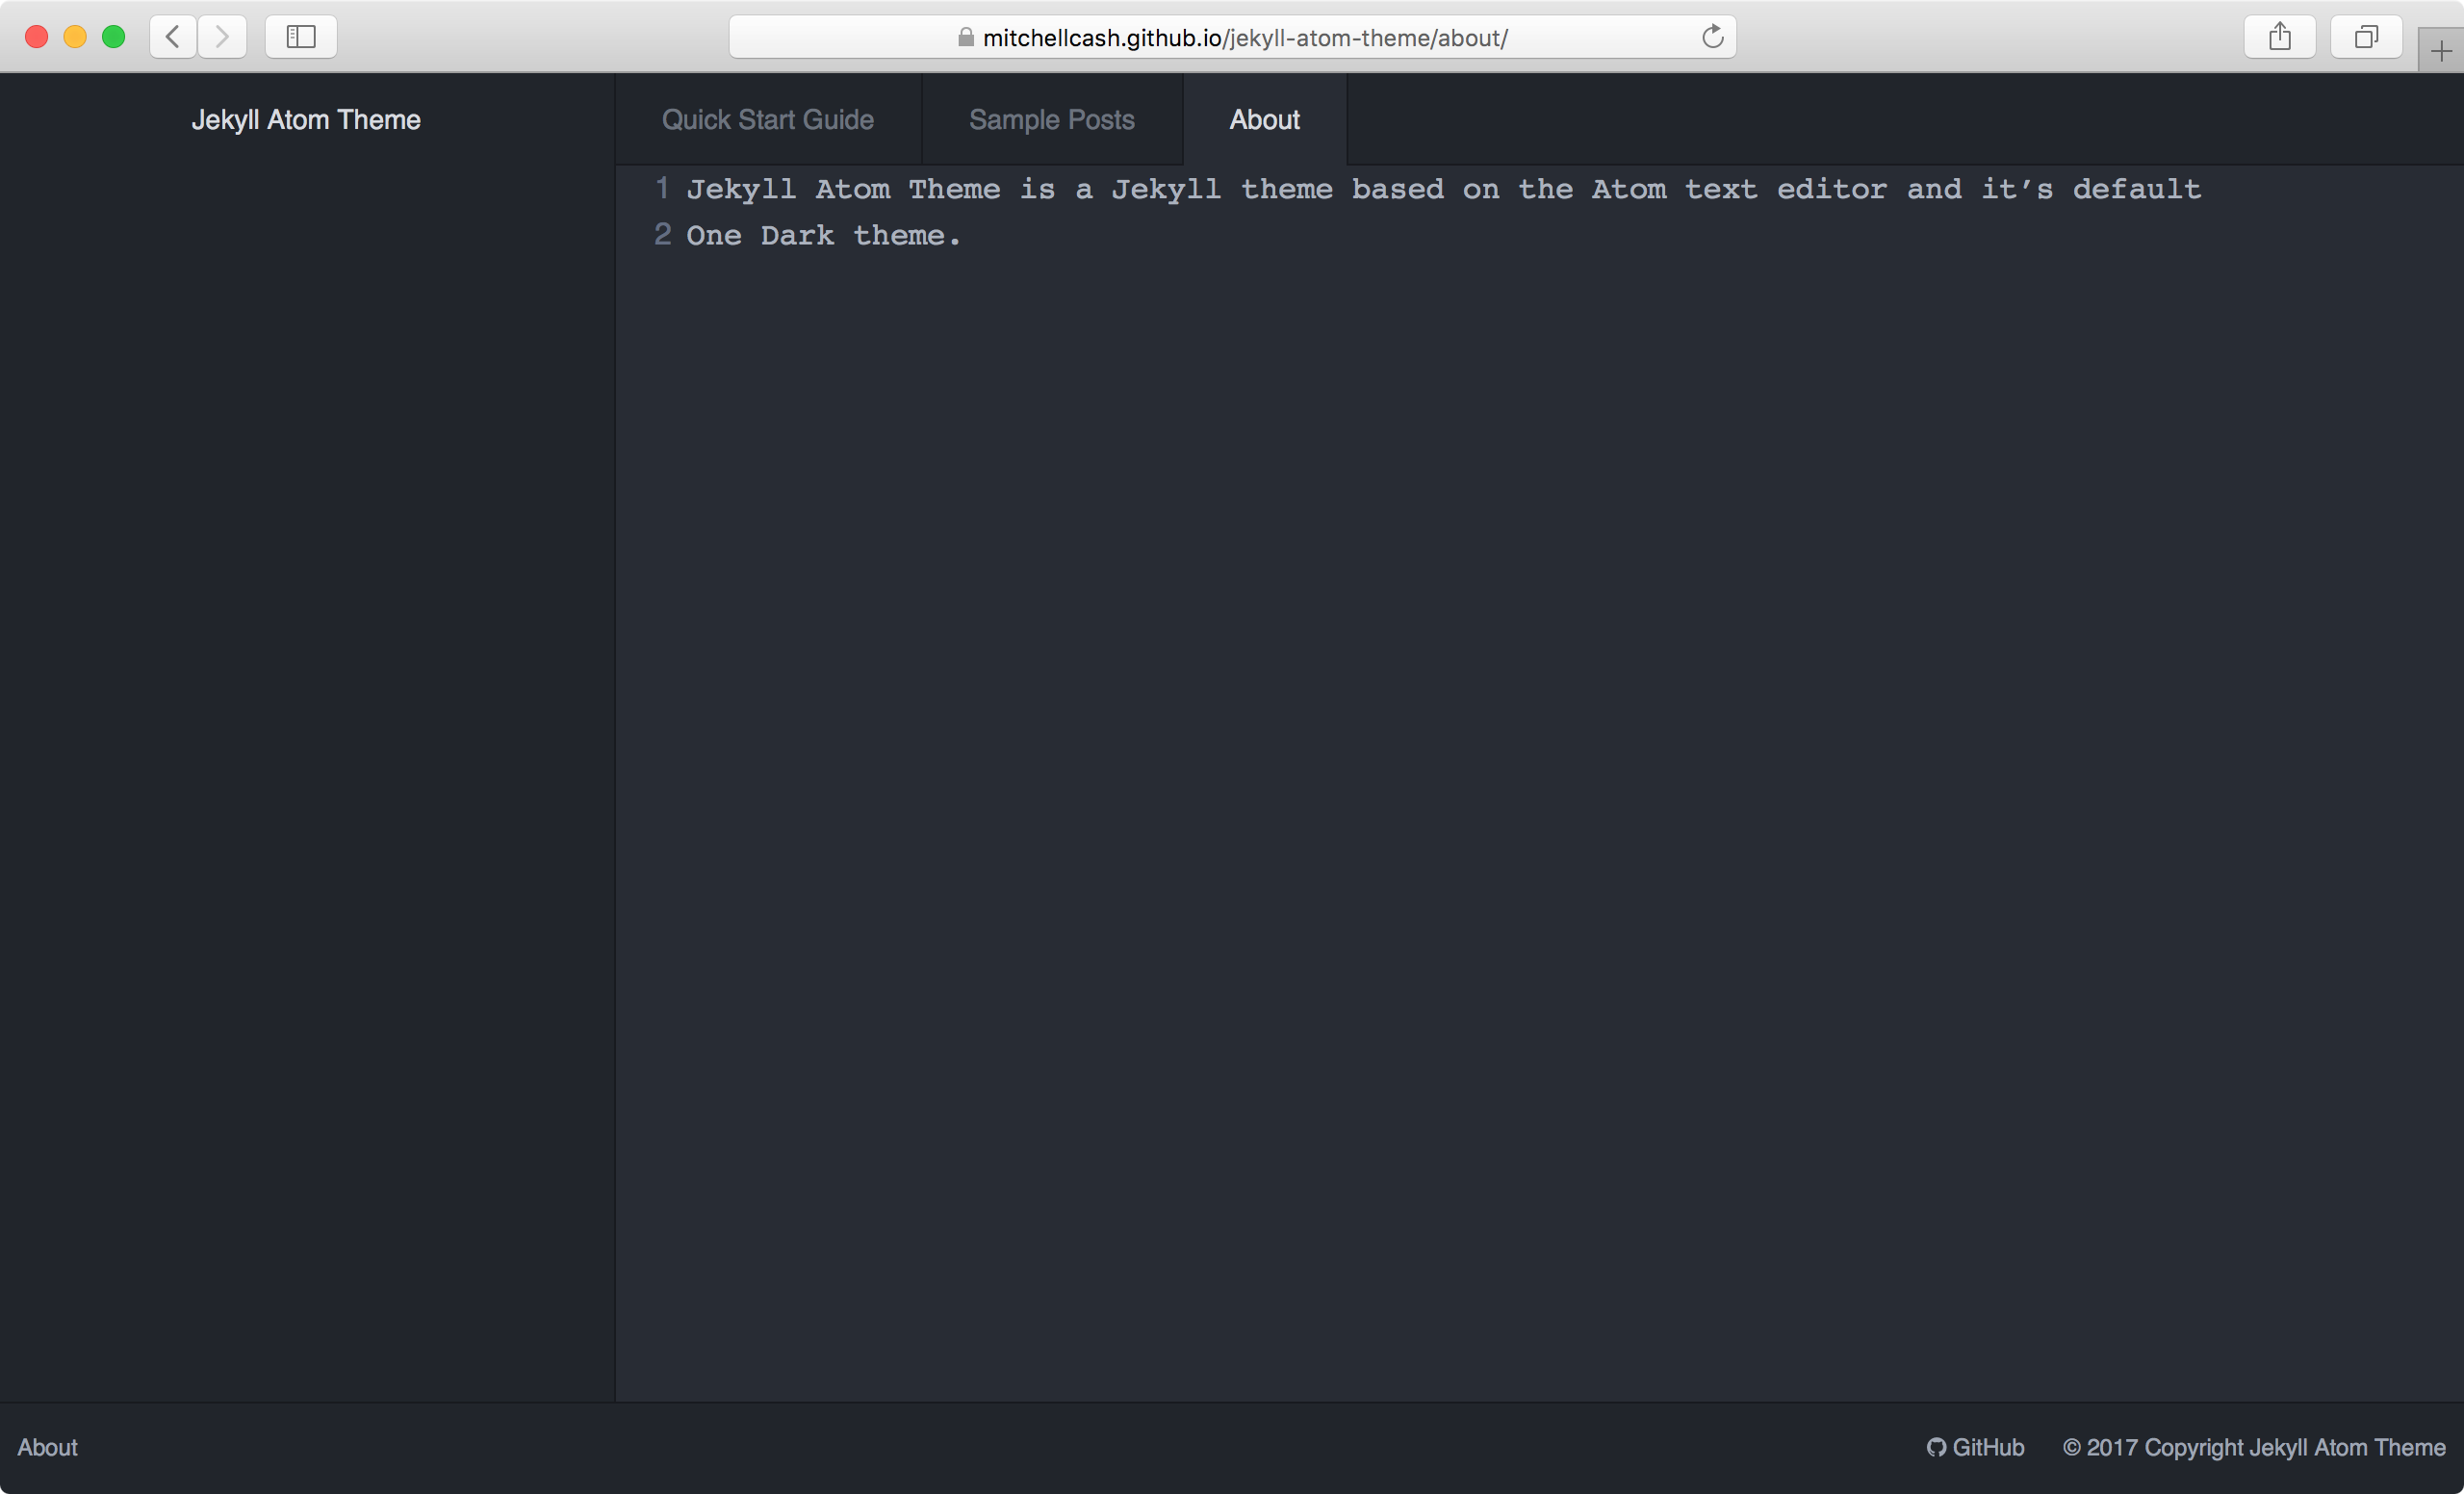 mitchellcash.github.io/jekyll-atom-theme/about/
Jekyll Atom Theme
Quick Start Guide
Sample Posts
About
1 Jekyll Atom Theme is a Jekyll theme based on the Atom text editor and it’s default
2 One Dark theme.
About
GitHub
© 2017 Copyright Jekyll Atom Theme